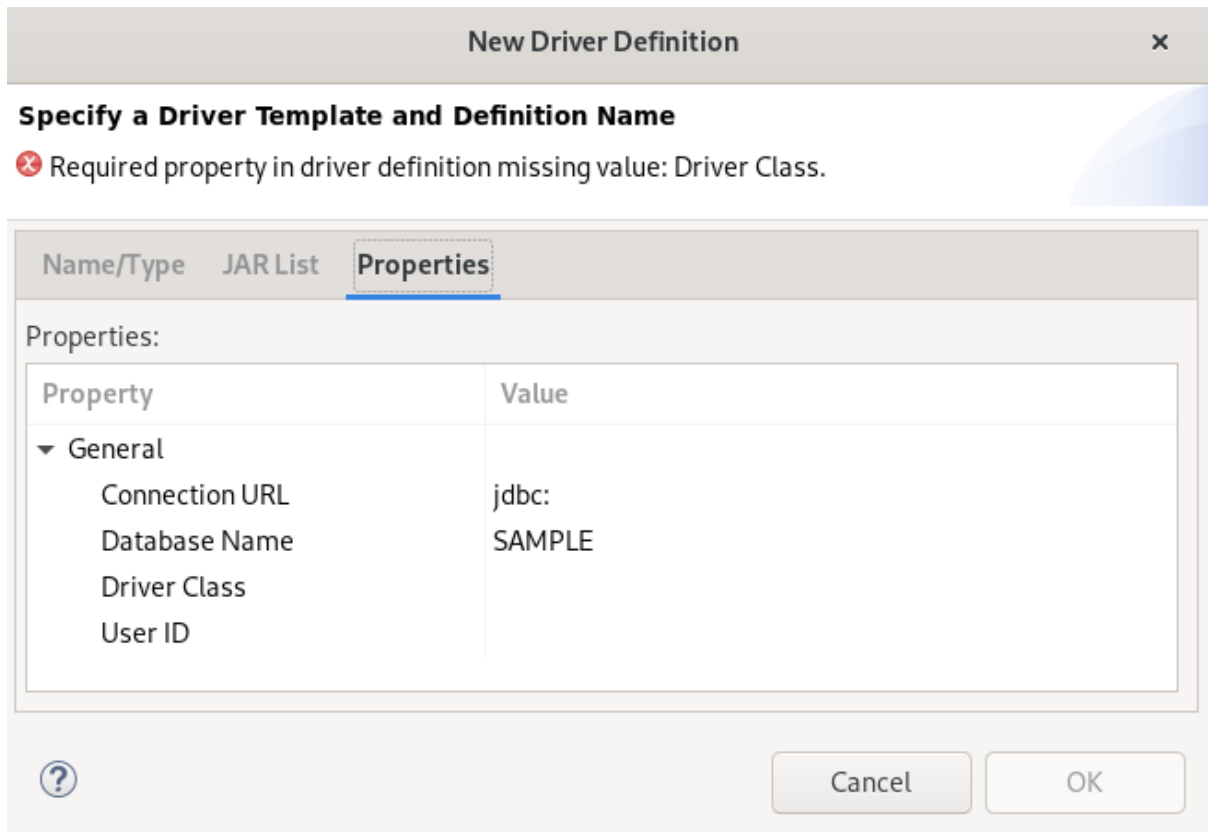 New Driver Definition
Specify a Driver Template and Definition Name
Required property in driver definition missing value: Driver Class.
Name/Type JAR List Properties
Properties:
Property Value
General
Connection URL jdbc:
Database Name SAMPLE
Driver Class
User ID
? Cancel OK